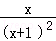 x
(x+1)²